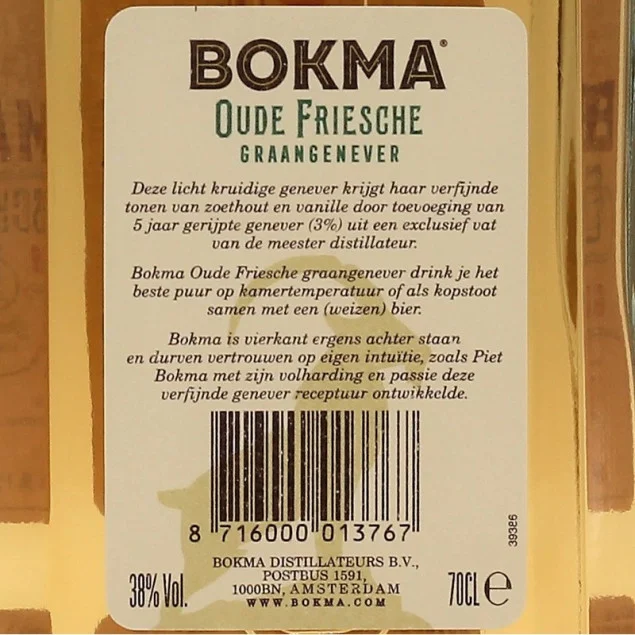 BOKMA®
OUDE FRIESCHE
GRAANGENEVER
Deze licht kruidige genever krijgt haar verfijnde
tonen van zoethout en vanille door toevoeging van
5 jaar gerijpte genever (3%) uit een exclusief vat
van de meester distillateur.
Bokma Oude Friesche graangenever drink je het
beste puur op kamertemperatuur of als kopstoot
samen met een (weizen) bier.
Bokma is vierkant ergens achter staan
en durven vertrouwen op eigen intuïtie, zoals Piet
Bokma met zijn volharding en passie deze
verfijnde genever receptuur ontwikkelde.
8 716000 013767
39386
BOKMA DISTILLATEURS B.V.,
POSTBUS 1591,
1000BN, AMSTERDAM
WWW.BOKMA.COM
38% Vol.
70CL e